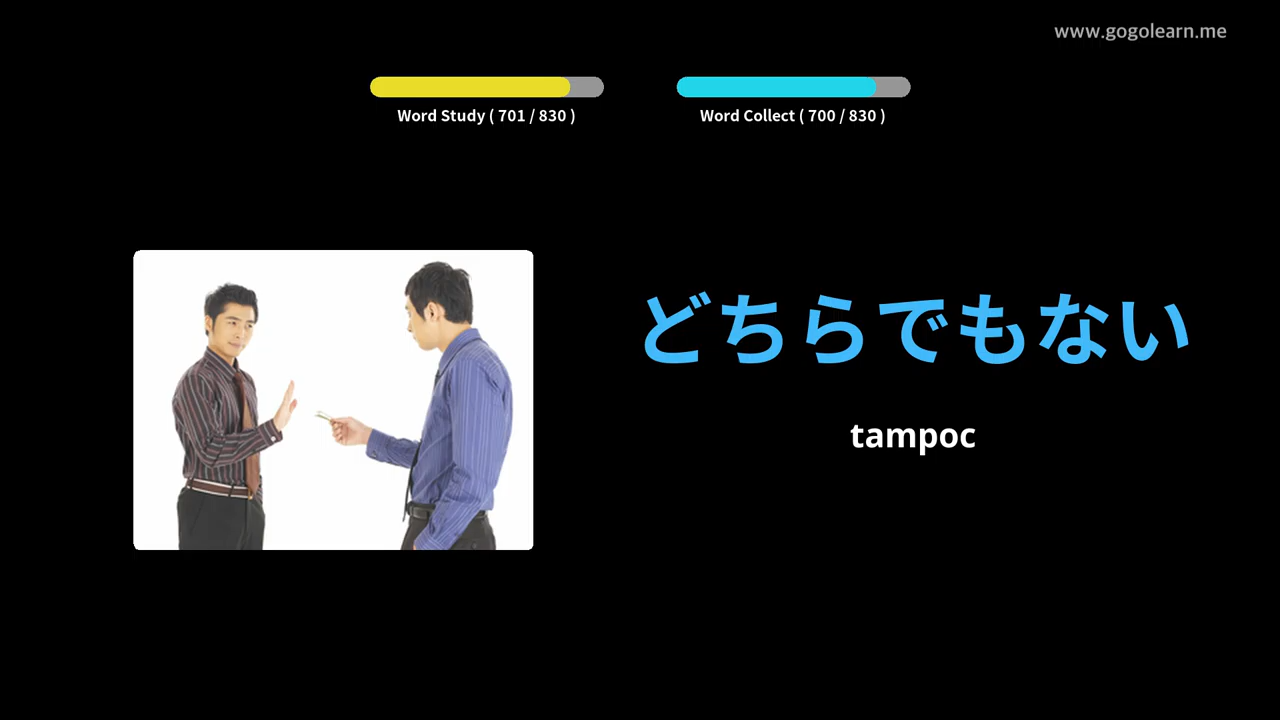 www.gogolearn.me
Word Study ( 701 / 830 )
Word Collect ( 700 / 830 )
どちらでもない
tampoc